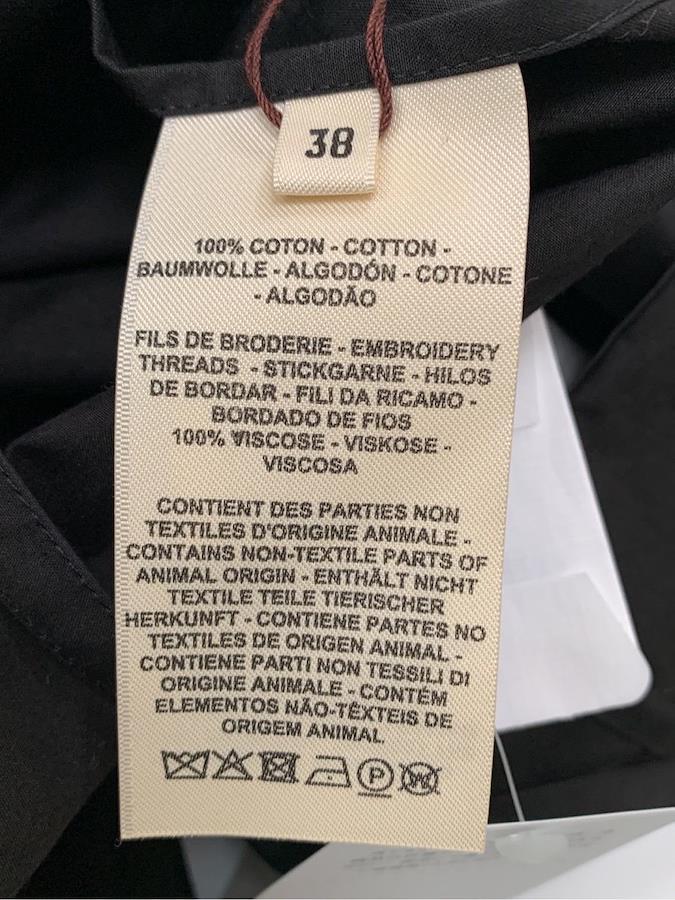 38
100% COTON - COTTON -
BAUMWOLLE - ALGODÓN - COTONE
- ALGODÃO
FILS DE BRODERIE - EMBROIDERY
THREADS - STICKGARNE - HILOS
DE BORDAR - FILI DA RICAMO -
BORDADO DE FIOS
100% VISCOSE - VISKOSE -
VISCOSA
CONTIENT DES PARTIES NON
TEXTILES D'ORIGINE ANIMALE -
CONTAINS NON-TEXTILE PARTS OF
ANIMAL ORIGIN - ENTHÄLT NICHT
TEXTILE TEILE TIERISCHER
HERKUNFT - CONTIENE PARTES NO
TEXTILES DE ORIGEN ANIMAL -
CONTIENE PARTI NON TESSILI DI
ORIGINE ANIMALE - CONTÉM
ELEMENTOS NÃO-TÊXTEIS DE
ORIGEM ANIMAL
P W